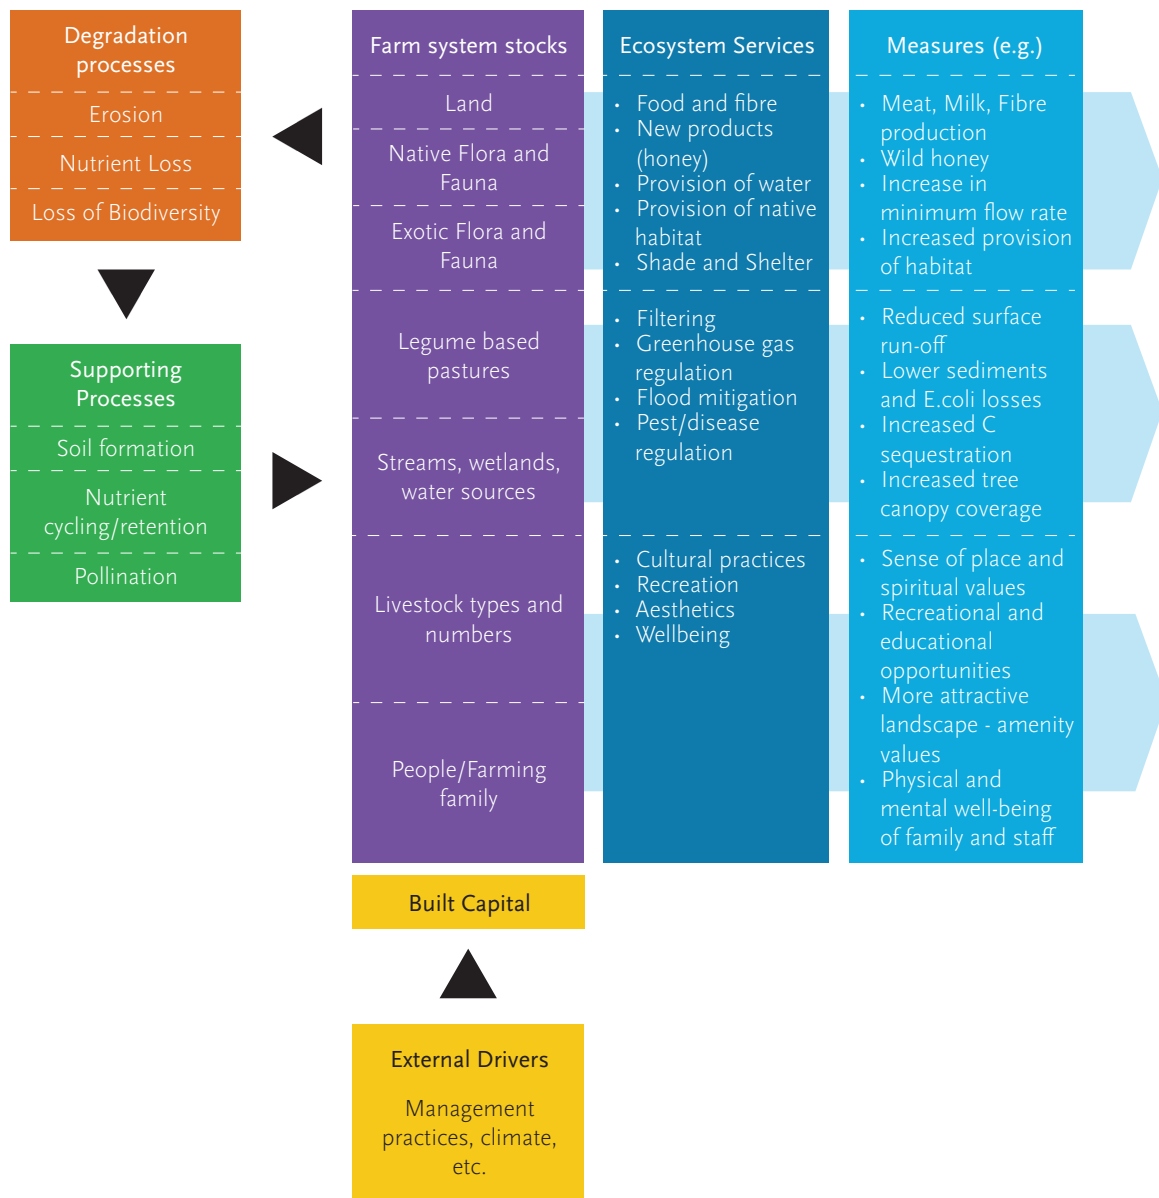 Degradation
processes
Erosion
Nutrient Loss
Loss of Biodiversity
Supporting
Processes
Soil formation
Nutrient
cycling/retention
Pollination
Farm system stocks
Land
Native Flora and
Fauna
Exotic Flora and
Fauna
Legume based
pastures
Streams, wetlands,
water sources
Livestock types and
numbers
People/Farming
family
Built Capital
External Drivers
Management
practices, climate,
etc.
Ecosystem Services
• Food and fibre
• New products
(honey)
• Provision of water
• Provision of native
habitat
• Shade and Shelter
• Filtering
• Greenhouse gas
regulation
• Flood mitigation
• Pest/disease
regulation
• Cultural practices
• Recreation
• Aesthetics
• Wellbeing
Measures (e.g.)
• Meat, Milk, Fibre
production
• Wild honey
• Increase in
minimum flow rate
• Increased provision
of habitat
• Reduced surface
run-off
• Lower sediments
and E.coli losses
• Increased C
sequestration
• Increased tree
canopy coverage
• Sense of place and
spiritual values
• Recreational and
educational
opportunities
• More attractive
landscape - amenity
values
• Physical and
mental well-being
of family and staff